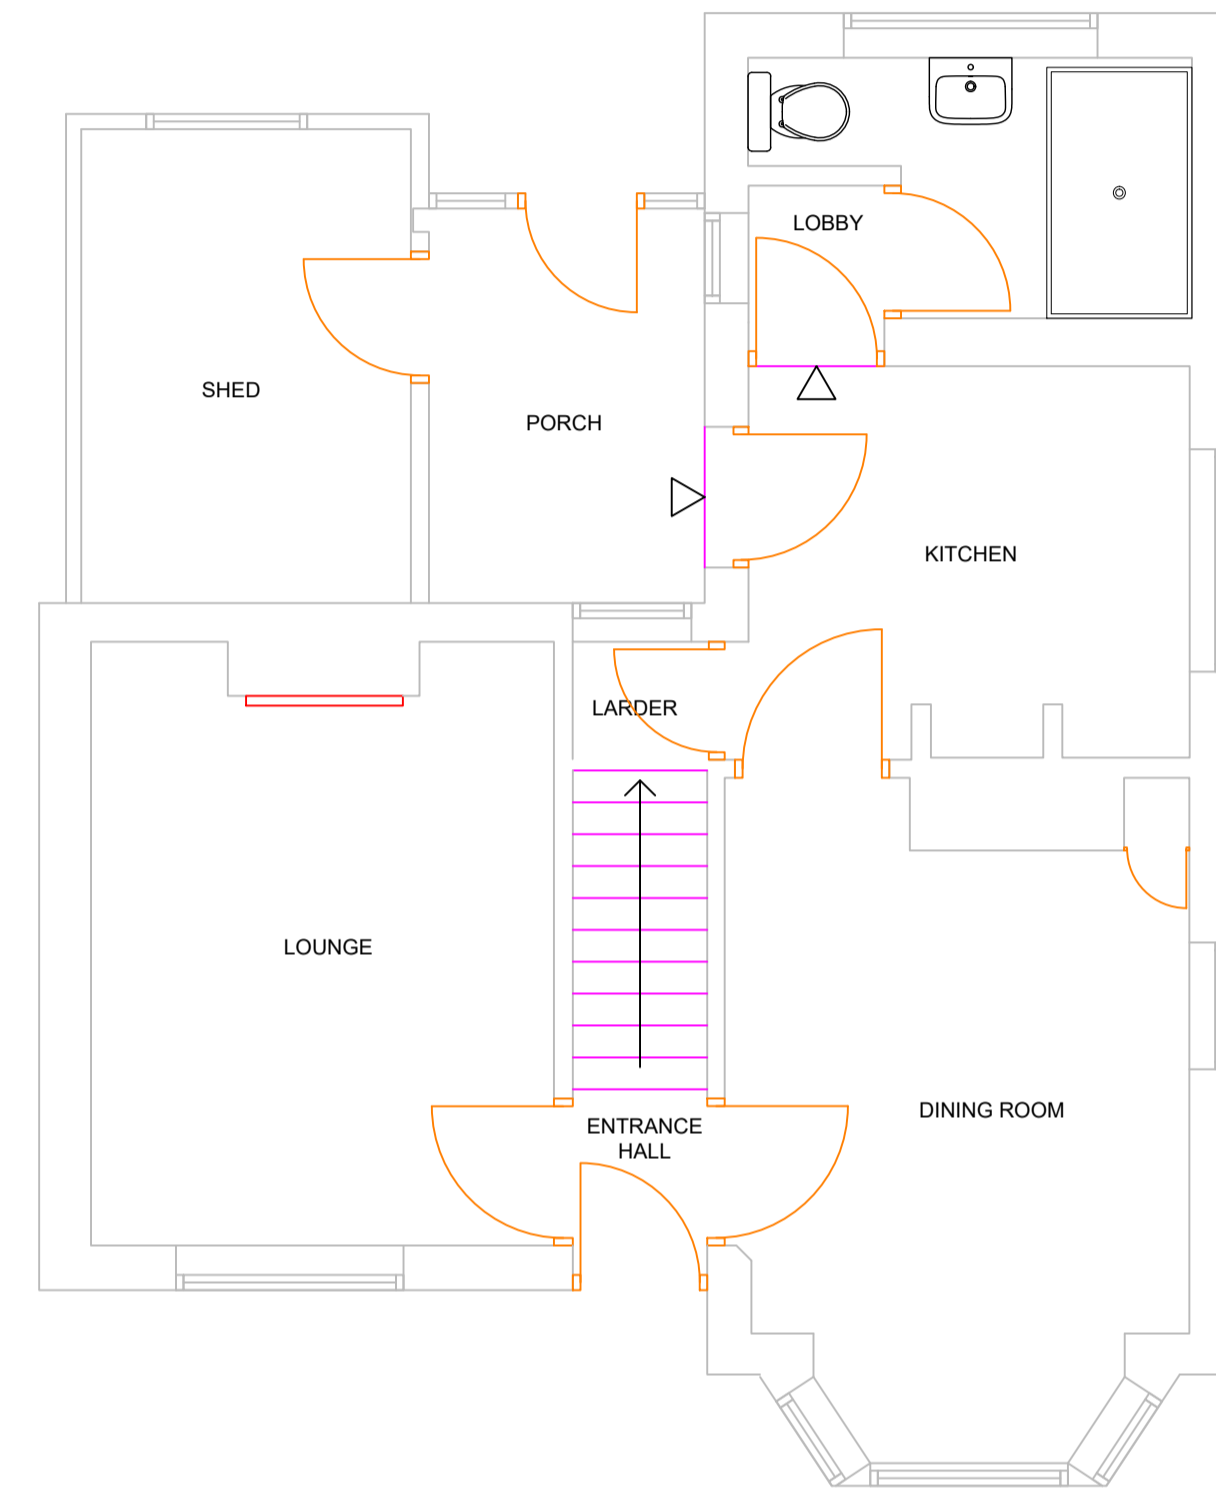 LOBBY
SHED
PORCH
KITCHEN
LARDER
LOUNGE
DINING ROOM
ENTRANCE
HALL